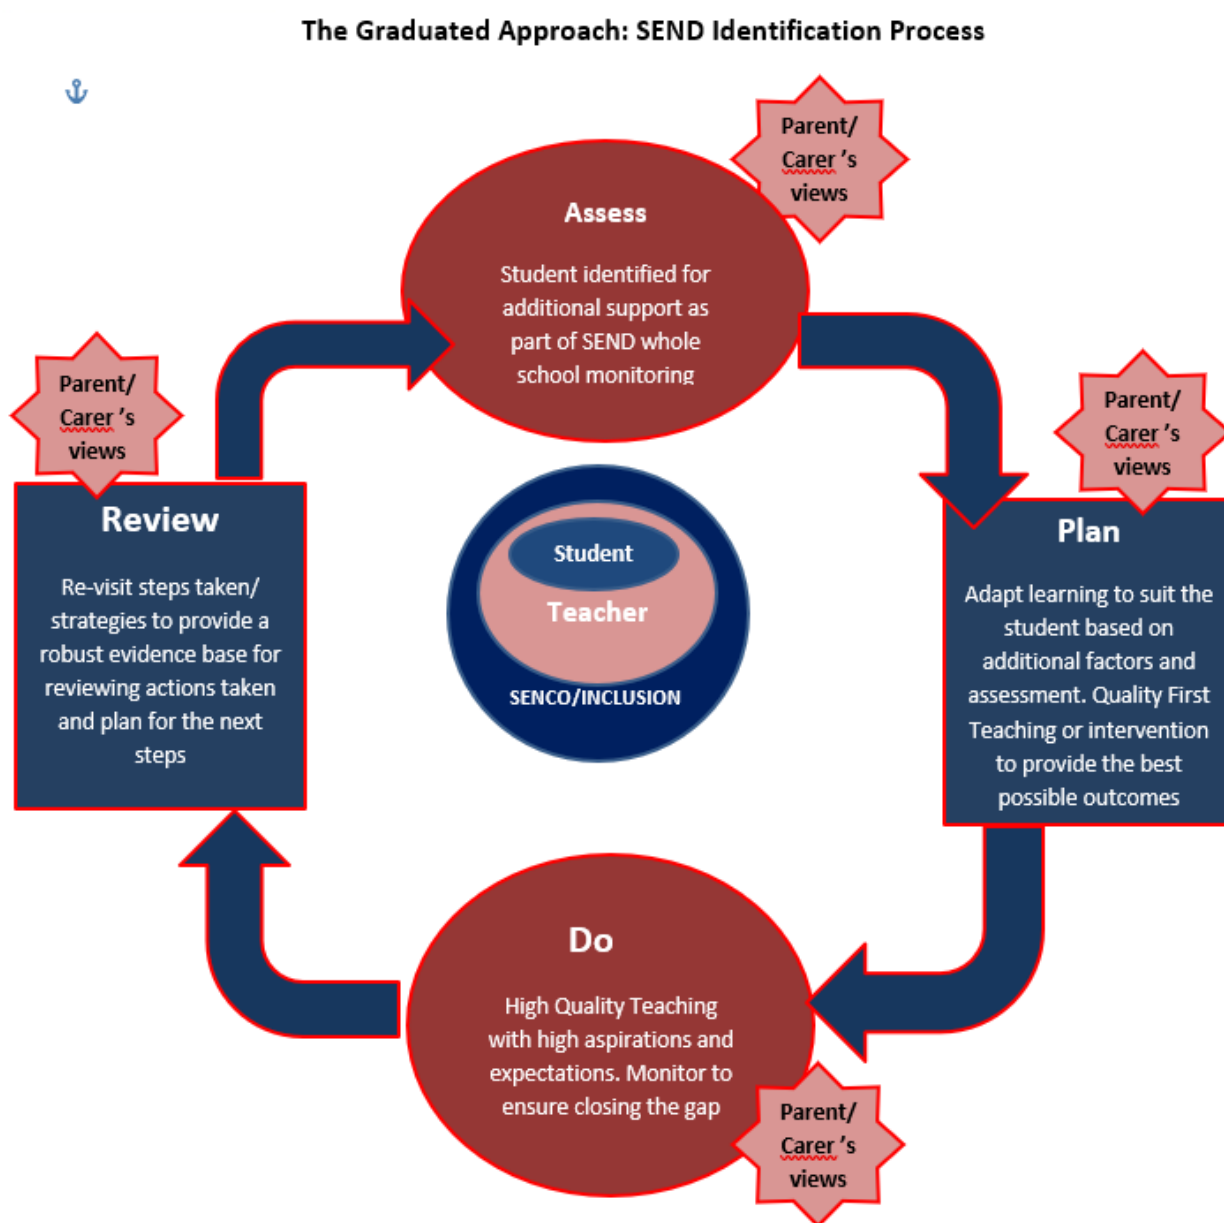 The Graduated Approach: SEND Identification Process
Parent/
Carer 's
views
Assess
Student identified for
additional support as
part of SEND whole
school monitoring
Parent/
Carer 's
views
Plan
Adapt learning to suit the
student based on
additional factors and
assessment. Quality First
Teaching or intervention
to provide the best
possible outcomes
Parent/
Carer 's
views
Do
High Quality Teaching
with high aspirations and
expectations. Monitor to
ensure closing the gap
Parent/
Carer 's
views
Review
Re-visit steps taken/
strategies to provide a
robust evidence base for
reviewing actions taken
and plan for the next
steps
Student
Teacher
SENCO/INCLUSION